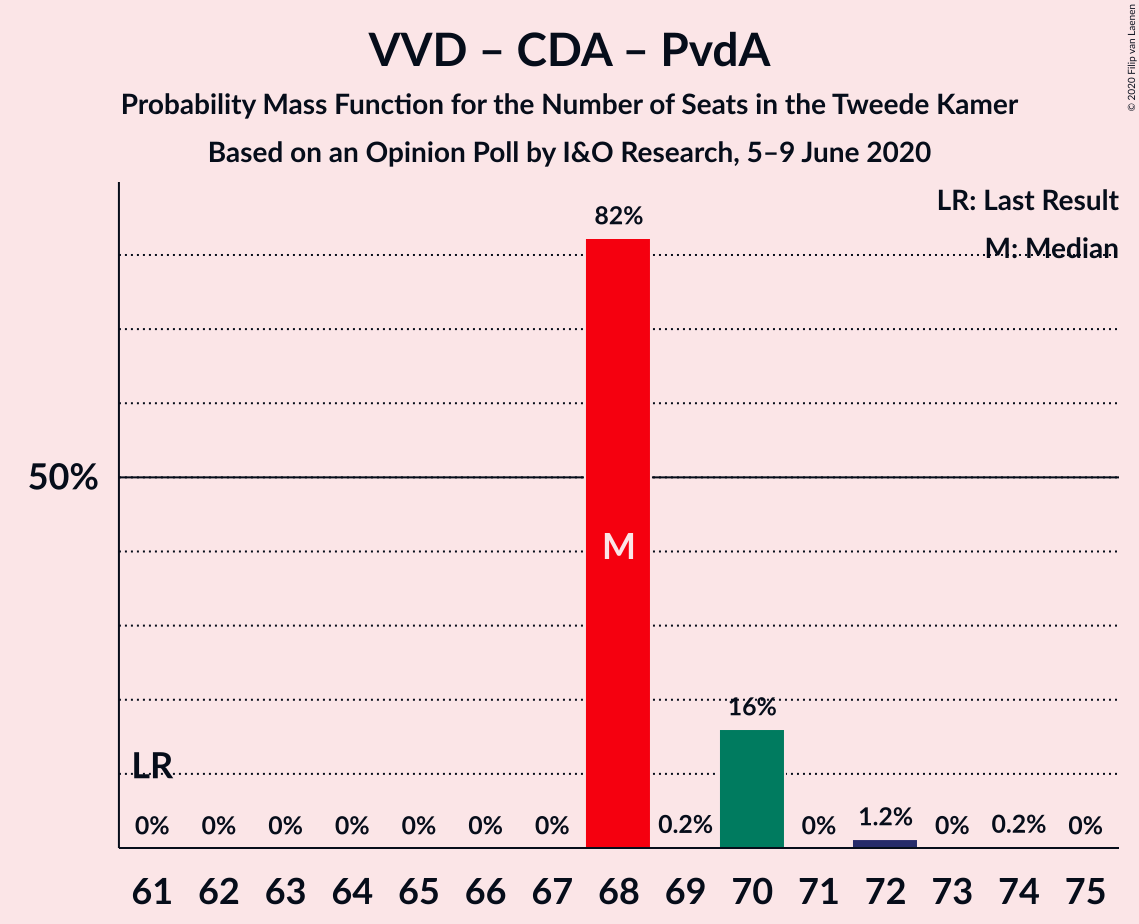 VVD – CDA – PvdA
Probability Mass Function for the Number of Seats in the Tweede Kamer
Based on an Opinion Poll by I&O Research, 5–9 June 2020
© 2020 Filip van Laenen
LR: Last Result
M: Median
82%
50%
M
16%
LR
0% 0% 0% 0% 0% 0% 0% 0.2% 0% 1.2% 0% 0.2% 0%
61 62 63 64 65 66 67 68 69 70 71 72 73 74 75